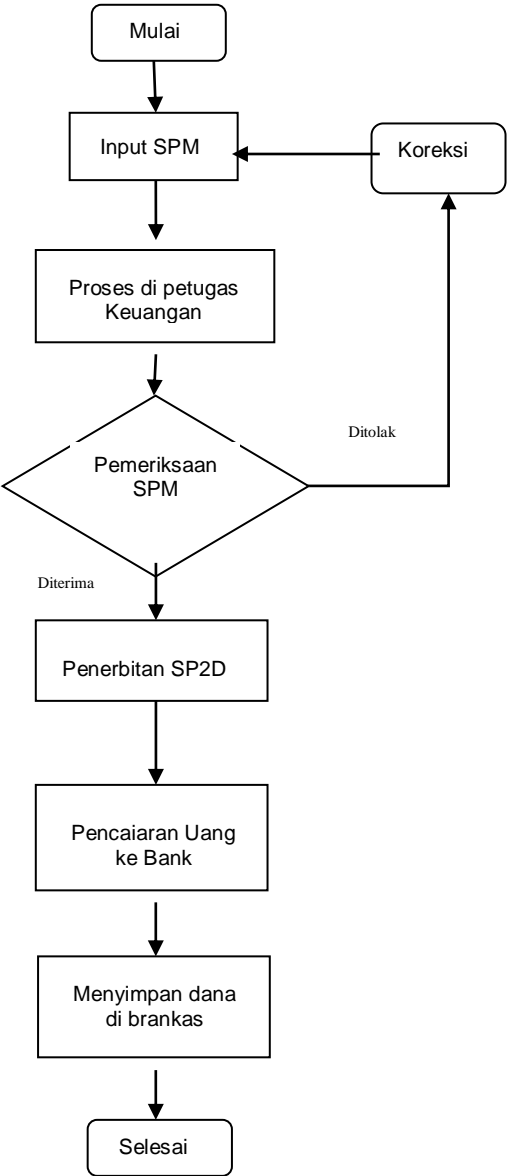 Mulai
Input SPM
Koreksi
Proses di petugas
Keuangan
Ditolak
Pemeriksaan
SPM
Diterima
Penerbitan SP2D
Pencaiaran Uang
ke Bank
Menyimpan dana
di brankas
Selesai